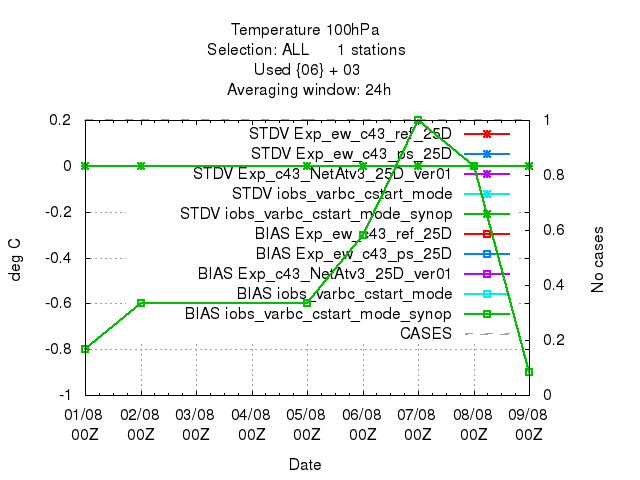 Temperature 100hPa
Selection: ALL 1 stations
Used {06} + 03
Averaging window: 24h
0.2
0
-0.2
-0.4
-0.6
-0.8
-1
deg C
STDV Exp_ew_c43_ref_25D
STDV Exp_ew_c43_ps_25D
STDV Exp_c43_NetAtv3_25D_ver01
STDV iobs_varbc_cstart_mode
STDV iobs_varbc_cstart_mode_synop
BIAS Exp_ew_c43_ref_25D
BIAS Exp_ew_c43_ps_25D
BIAS Exp_c43_NetAtv3_25D_ver01
BIAS iobs_varbc_cstart_mode
BIAS iobs_varbc_cstart_mode_synop
CASES
1
0.8
0.6
0.4
0.2
0
No cases
01/08 02/08 03/08 04/08 05/08 06/08 07/08 08/08 09/08
00Z 00Z 00Z 00Z 00Z 00Z 00Z 00Z 00Z
Date